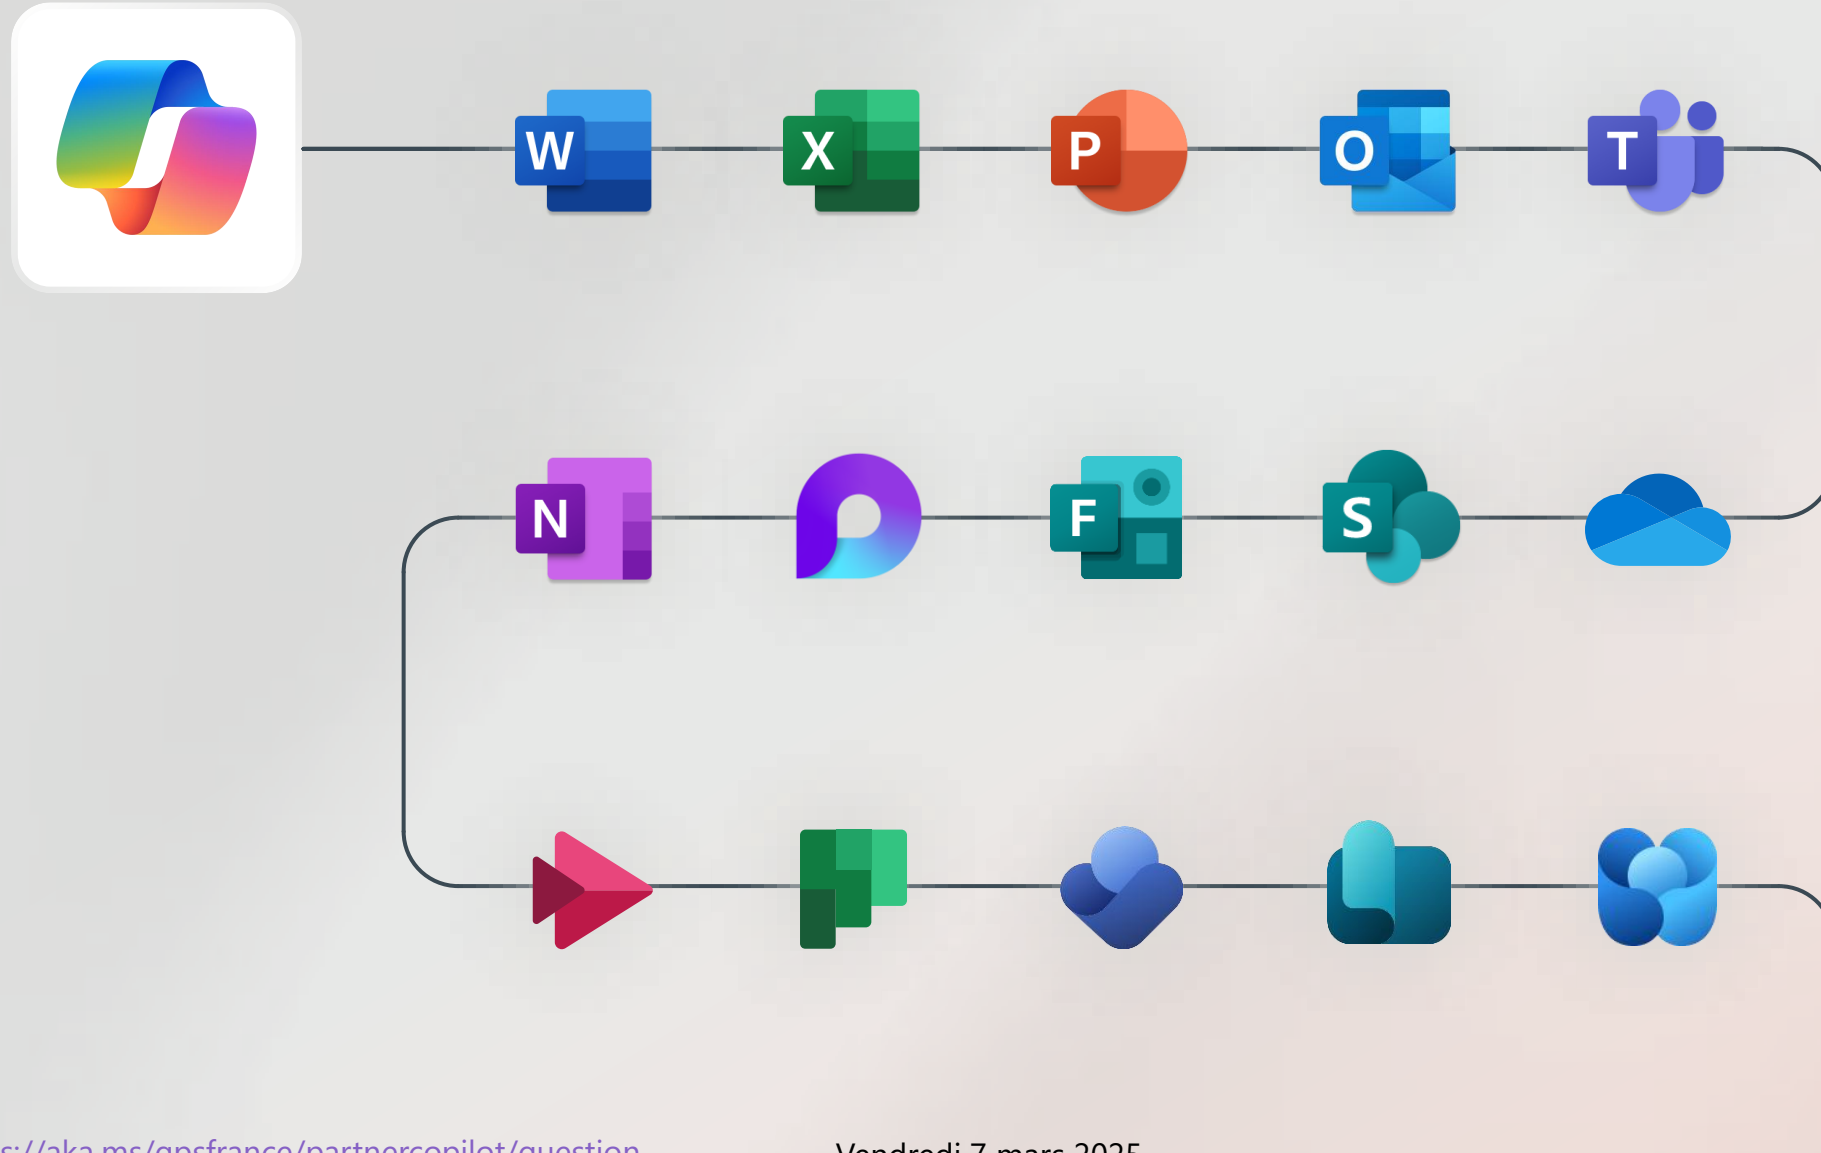 W X P O T
N F S
s://aka.ms/gpsfrance/partnercopilot/question
Vendredi 7 mars 2025